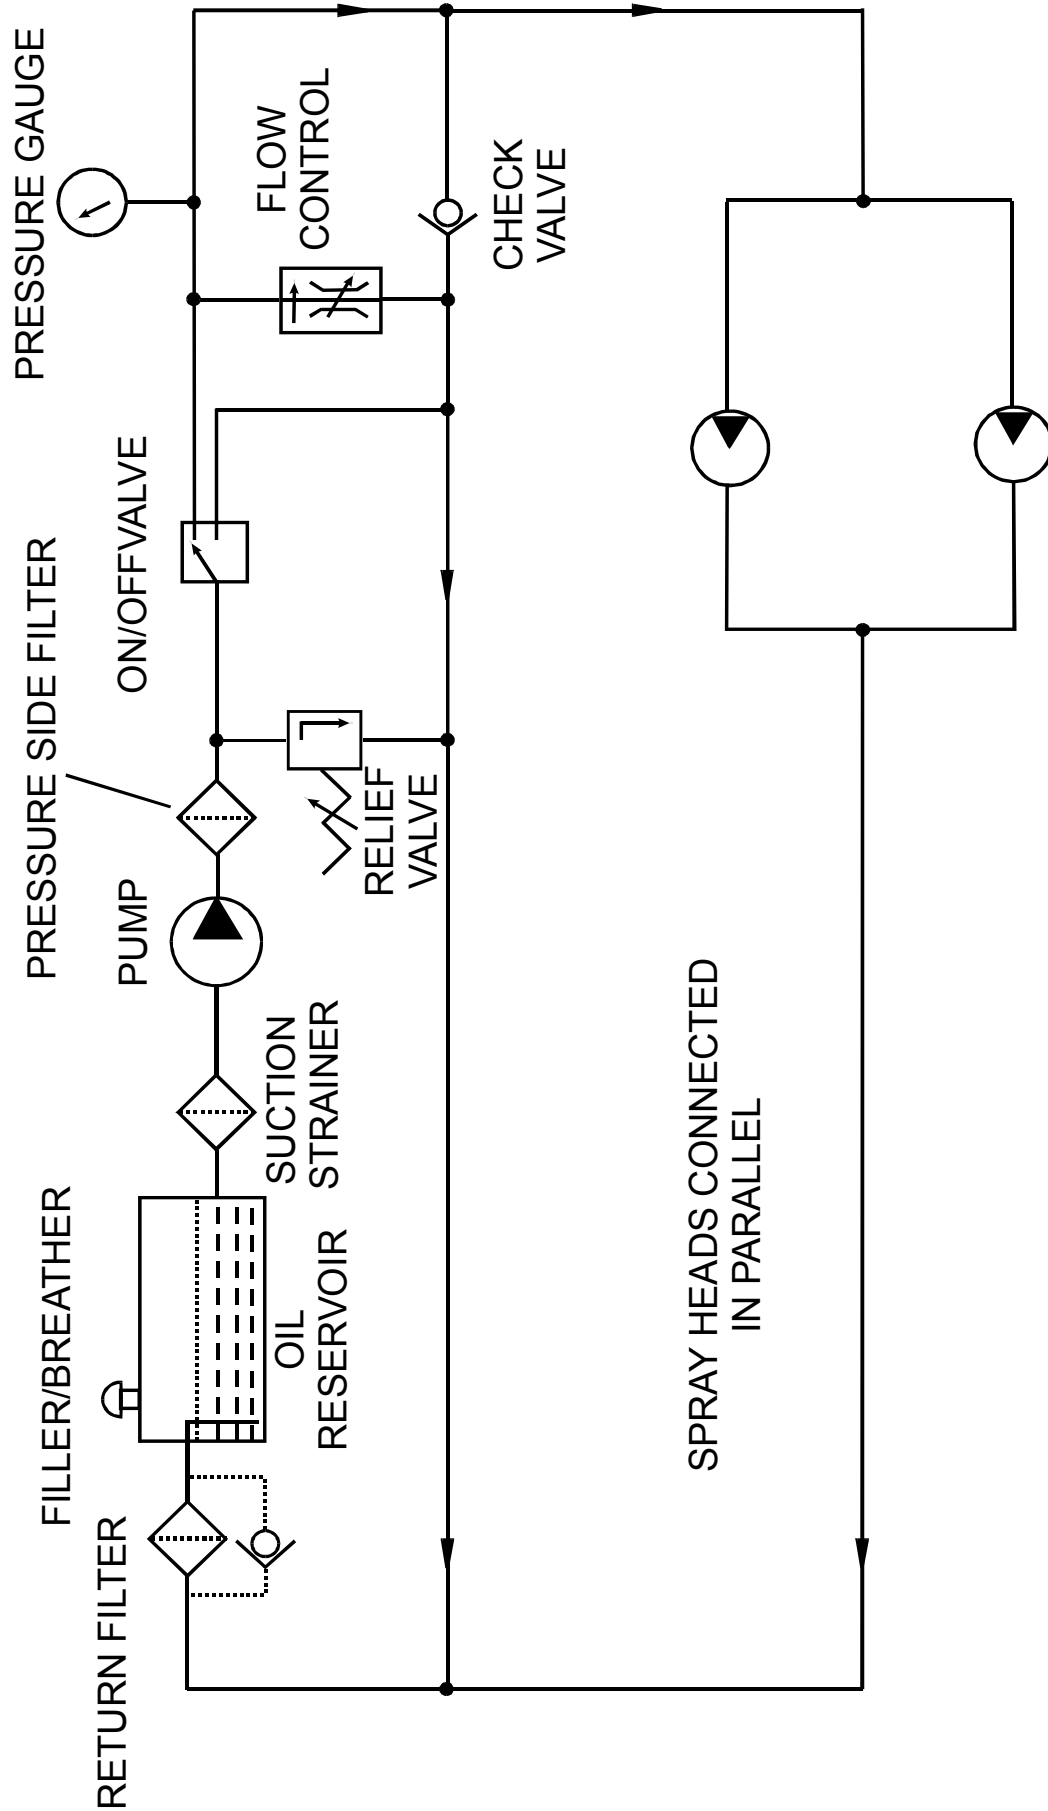 RETURN FILTER
FILLER/BREATHER
PUMP
PRESSURE SIDE FILTER
ON/OFFVALVE
PRESSURE GAUGE
OIL
RESERVOIR
SUCTION
STRAINER
RELIEF
VALVE
FLOW
CONTROL
CHECK
VALVE
SPRAY HEADS CONNECTED
IN PARALLEL